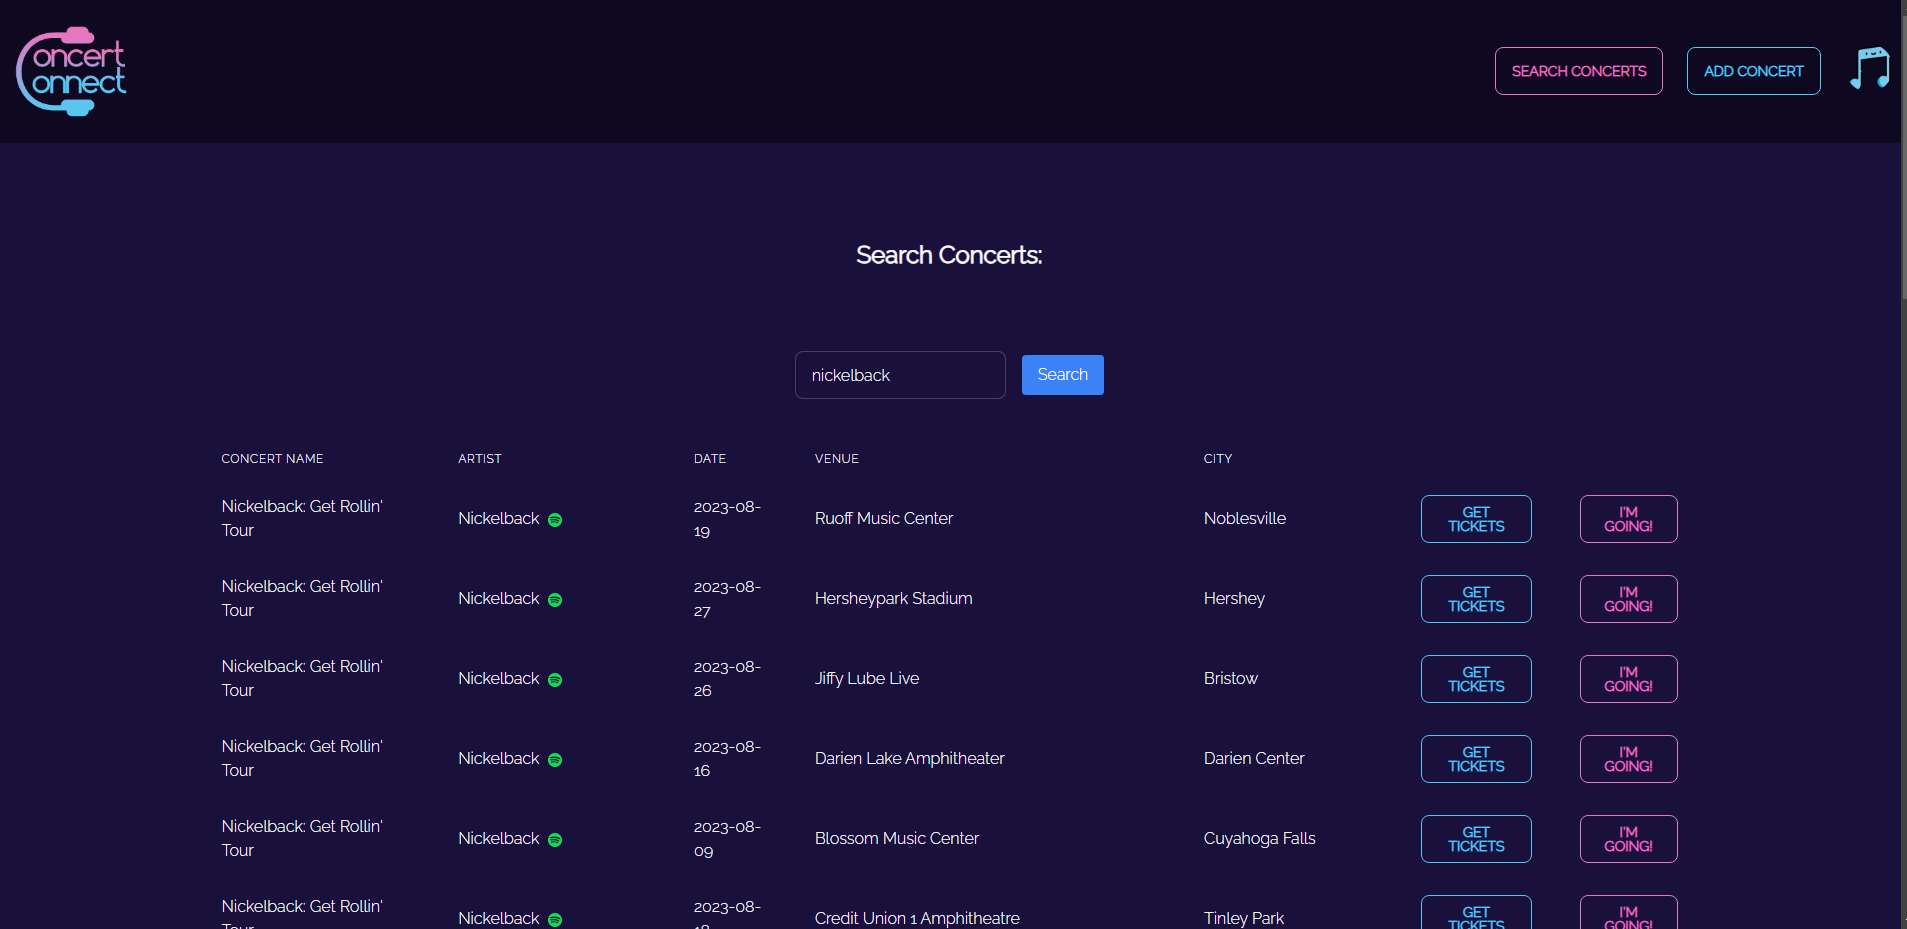 oncert
onnect
SEARCH CONCERTS
ADD CONCERT
Search Concerts:
nickelback
Search
CONCERT NAME ARTIST DATE VENUE CITY
Nickelback: Get Rollin'
Tour
Nickelback
2023-08-
19
Ruoff Music Center
Noblesville
GET
TICKETS
I'M
GOING!
Nickelback: Get Rollin'
Tour
Nickelback
2023-08-
27
Hersheypark Stadium
Hershey
GET
TICKETS
I'M
GOING!
Nickelback: Get Rollin'
Tour
Nickelback
2023-08-
26
Jiffy Lube Live
Bristow
GET
TICKETS
I'M
GOING!
Nickelback: Get Rollin'
Tour
Nickelback
2023-08-
16
Darien Lake Amphitheater
Darien Center
GET
TICKETS
I'M
GOING!
Nickelback: Get Rollin'
Tour
Nickelback
2023-08-
09
Blossom Music Center
Cuyahoga Falls
GET
TICKETS
I'M
GOING!
Nickelback: Get Rollin'
Tour
Nickelback
2023-08-
Credit Union 1 Amphitheatre
Tinley Park
GET
TICKETS
I'M
GOING!